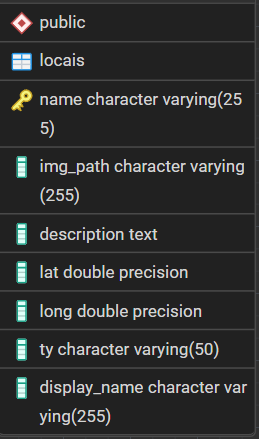 public
locais
name character varying(25
5)
img_path character varying
(255)
description text
lat double precision
long double precision
ty character varying(50)
display_name character var
ying(255)